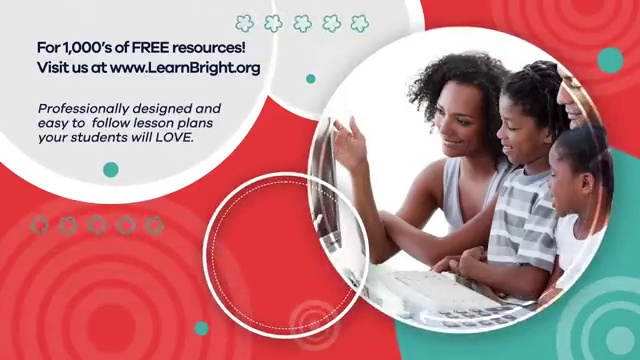 For 1,000's of FREE resources!
Visit us at www.LearnBright.org
Professionally designed and
easy to follow lesson plans
your students will LOVE.